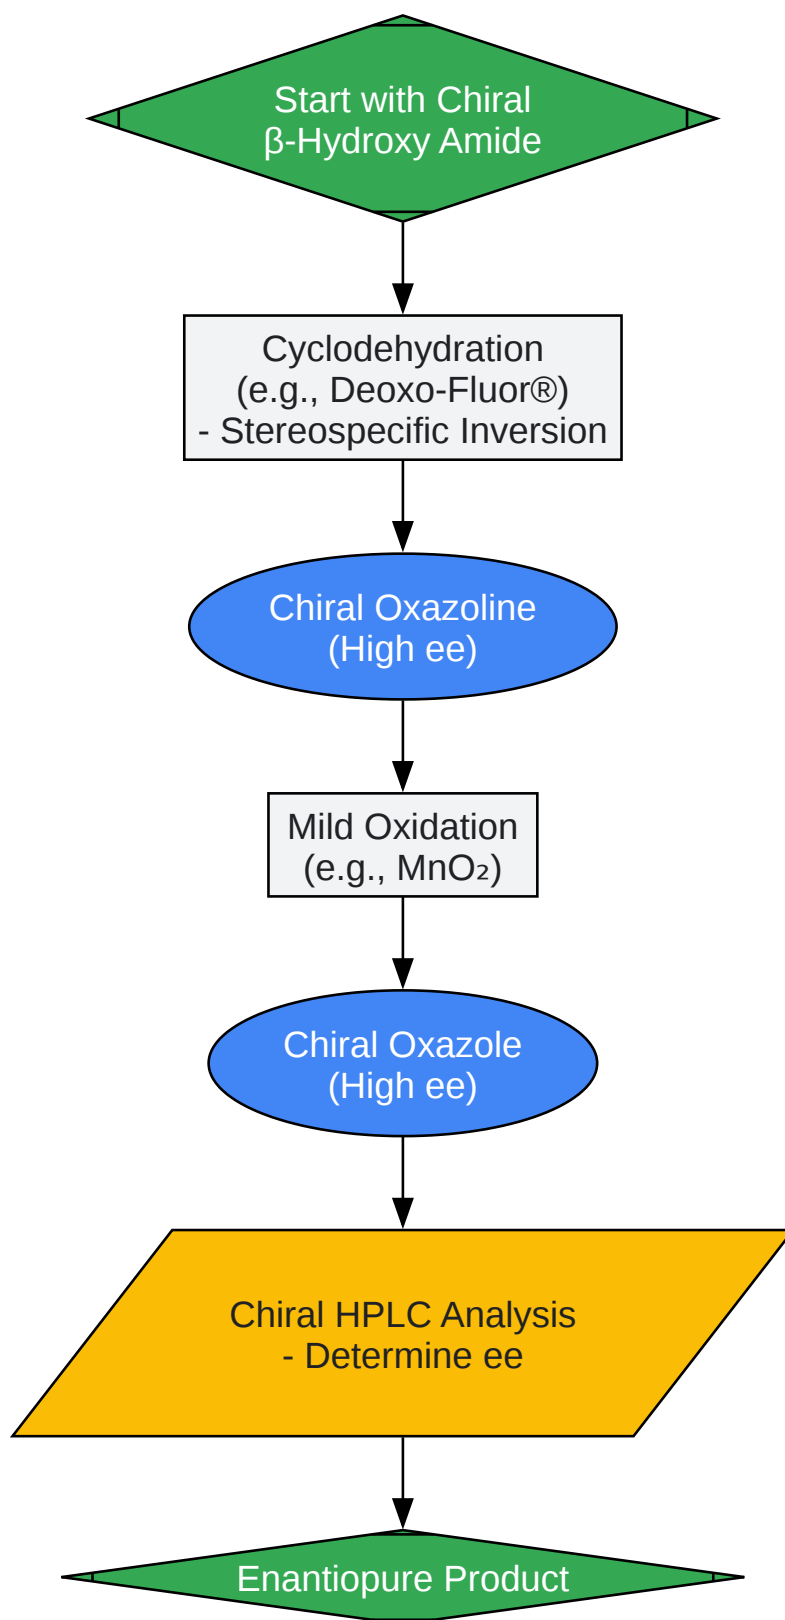 Start with Chiral
β-Hydroxy Amide
Cyclodehydration
(e.g., Deoxo-Fluor®)
- Stereospecific Inversion
Chiral Oxazoline
(High ee)
Mild Oxidation
(e.g., MnO₂)
Chiral Oxazole
(High ee)
Chiral HPLC Analysis
- Determine ee
Enantiopure Product